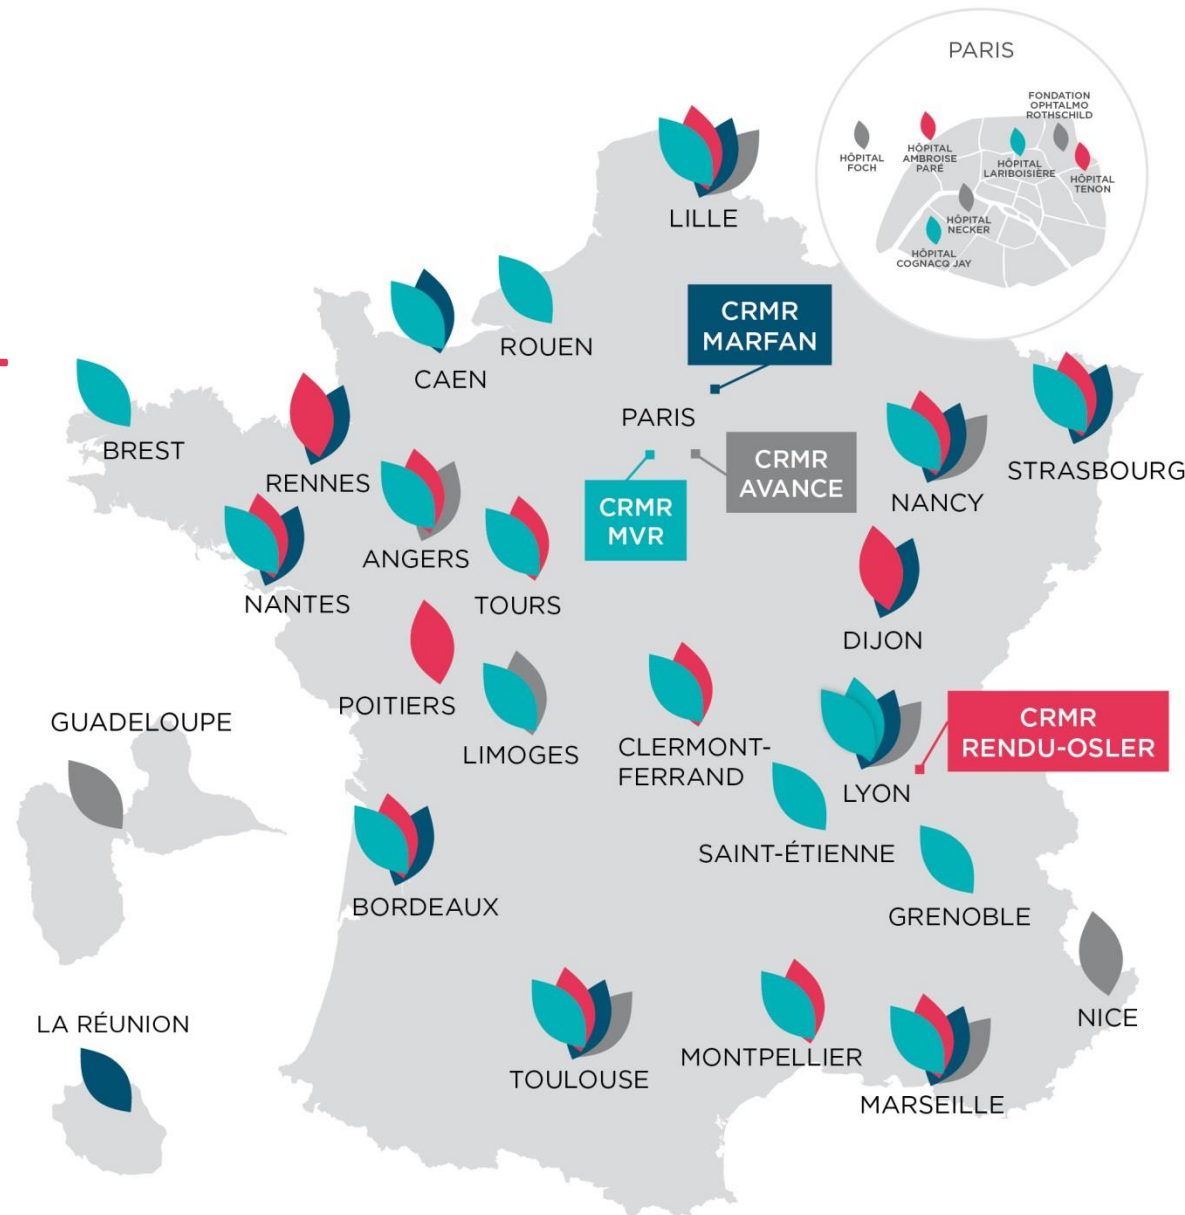 PARIS
FONDATION
OPHTALMO
ROTHSCHILD
HÔPITAL
FOCH
HÔPITAL
AMBROISE
PARÉ
HÔPITAL
LARIBOISIÈRE
HÔPITAL
TENON
HÔPITAL
NECKER
HÔPITAL
COGNACQ JAY
LILLE
CRMR
MARFAN
ROUEN
CAEN
BREST
RENNES
PARIS
CRMR
AVANCE
CRMR
MVR
STRASBOURG
NANCY
ANGERS
NANTES
TOURS
DIJON
POITIERS
LIMOGES
CLERMONT-
FERRAND
CRMR
RENDU-OSLER
LYON
GUADELOUPE
SAINT-ÉTIENNE
BORDEAUX
GRENOBLE
NICE
LA RÉUNION
TOULOUSE
MONTPELLIER
MARSEILLE